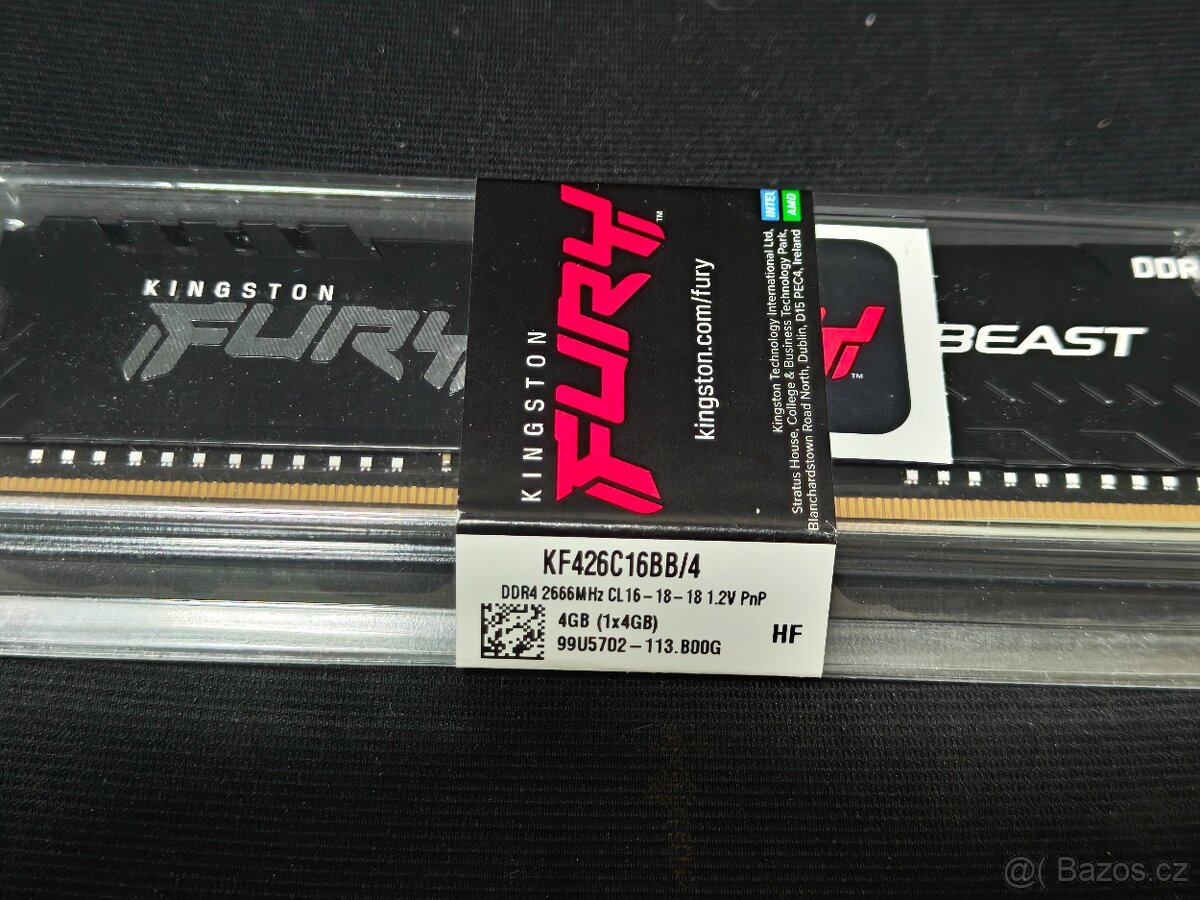 KINGSTON
FURY
KINGSTON
FURY™
kingston.com/fury
INTEL
AMD
Kingston Technology International Ltd,
Stratus House, College & Business Technology Park,
Blanchardstown Road North, Dublin, D15 PEC4, Ireland
™
DDR
BEAST
KF426C16BB/4
DDR4 2666MHz CL16-18-18 1.2V PnP
4GB (1x4GB)
99U5702-113.B00G
HF
@( Bazos.cz